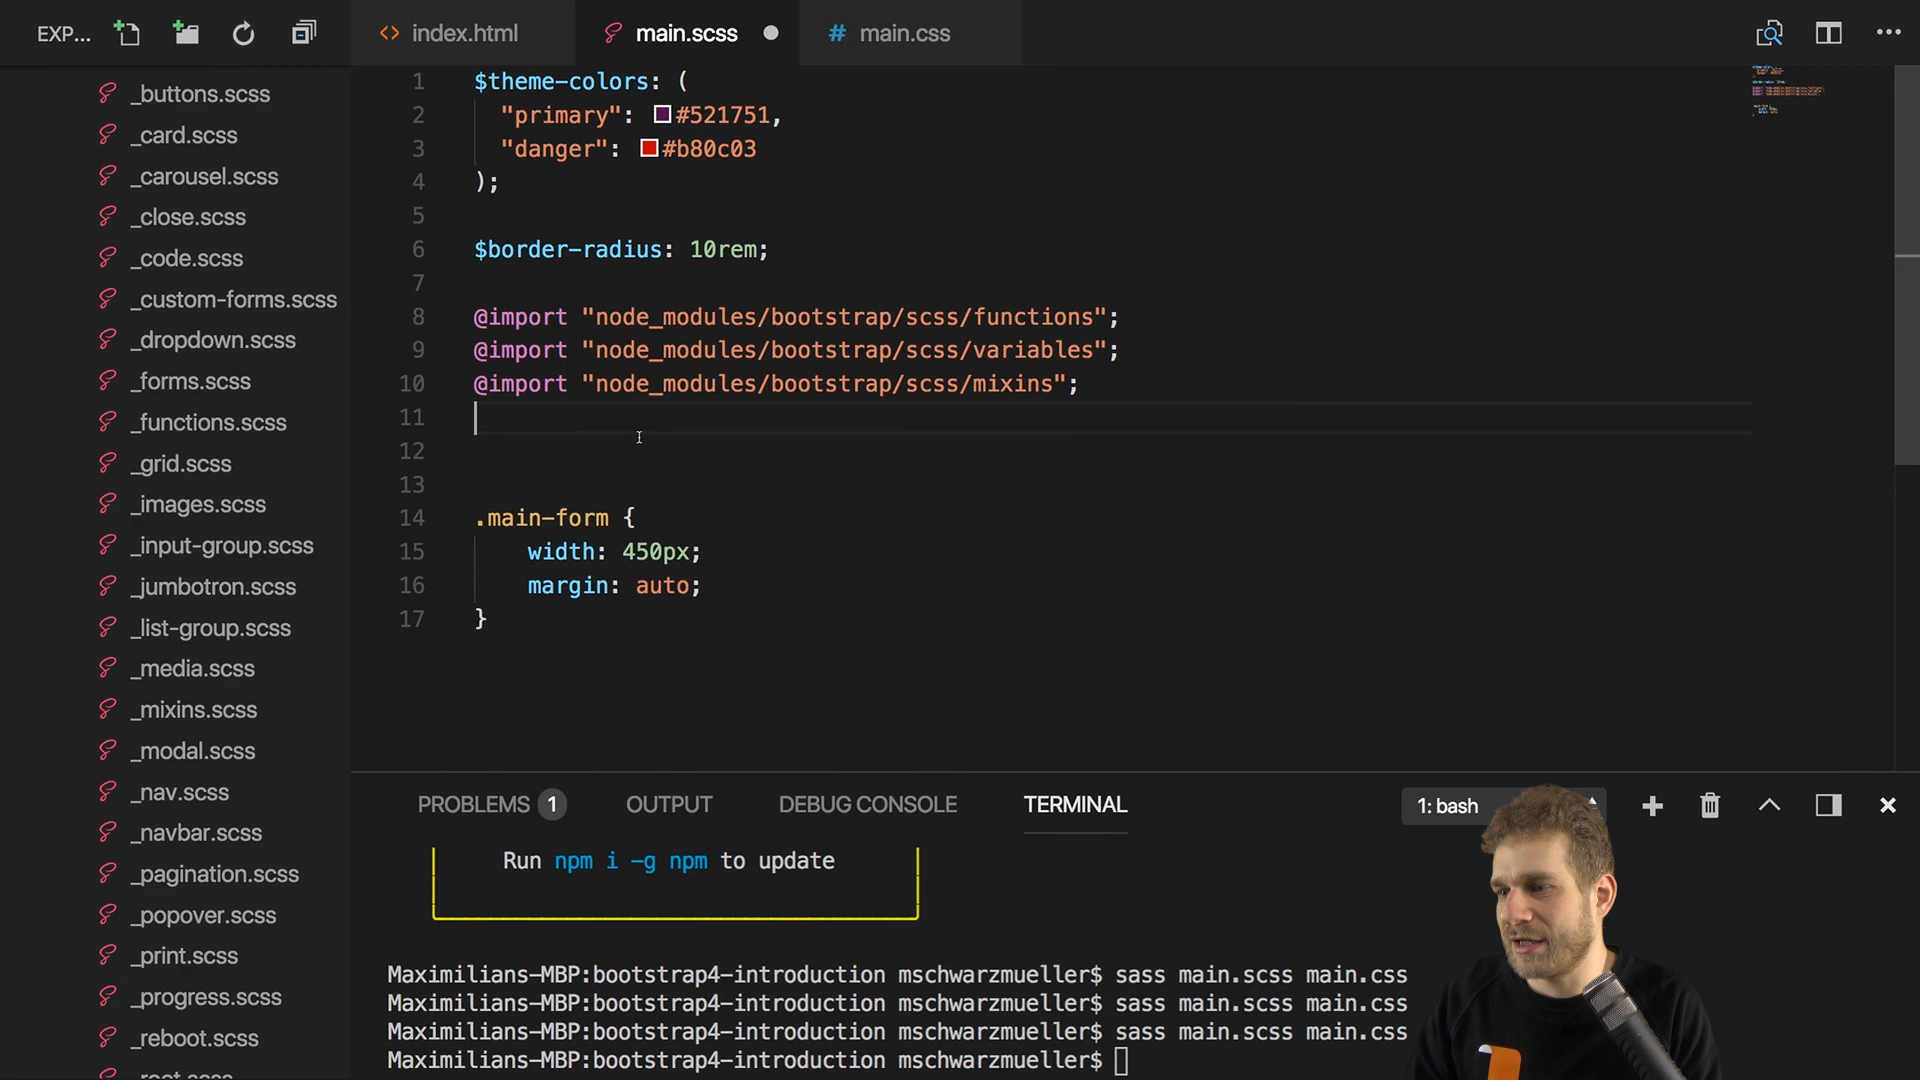 EXP...
index.html
main.scss
# main.css
_buttons.scss
_card.scss
_carousel.scss
_close.scss
_code.scss
_custom-forms.scss
_dropdown.scss
_forms.scss
_functions.scss
_grid.scss
_images.scss
_input-group.scss
_jumbotron.scss
_list-group.scss
_media.scss
_mixins.scss
_modal.scss
_nav.scss
_navbar.scss
_pagination.scss
_popover.scss
_print.scss
_progress.scss
_reboot.scss
1 $theme-colors: (
2 "primary": #521751,
3 "danger": #b80c03
4 );
5
6 $border-radius: 10rem;
7
8 @import "node_modules/bootstrap/scss/functions";
9 @import "node_modules/bootstrap/scss/variables";
10 @import "node_modules/bootstrap/scss/mixins";
11
12
13
14 .main-form {
15 width: 450px;
16 margin: auto;
17 }
PROBLEMS 1 OUTPUT DEBUG CONSOLE TERMINAL 1: bash
Run npm i -g npm to update
Maximilians-MBP:bootstrap4-introduction mschwarzmueller$ sass main.scss main.css
Maximilians-MBP:bootstrap4-introduction mschwarzmueller$ sass main.scss main.css
Maximilians-MBP:bootstrap4-introduction mschwarzmueller$ sass main.scss main.css
Maximilians-MBP:bootstrap4-introduction mschwarzmueller$